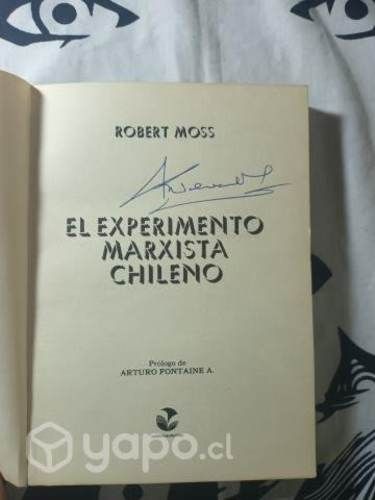 ROBERT MOSS
EL EXPERIMENTO
MARXISTA
CHILENO
Prólogo de
ARTURO FONTAINE A.
yapo.cl